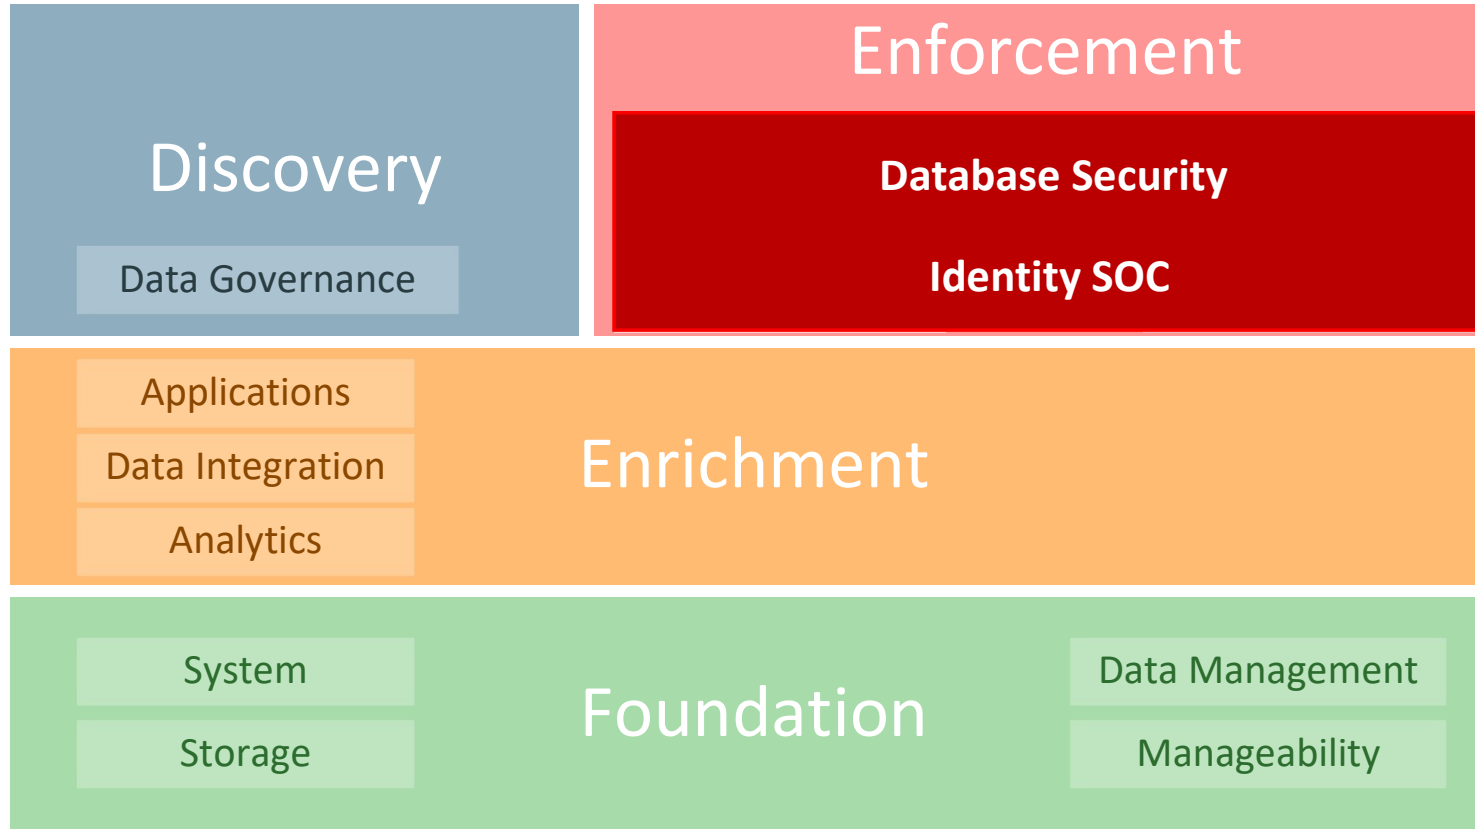 Discovery
Data Governance
Enforcement
Database Security
Identity SOC
Applications
Data Integration
Analytics
Enrichment
System
Storage
Foundation
Data Management
Manageability